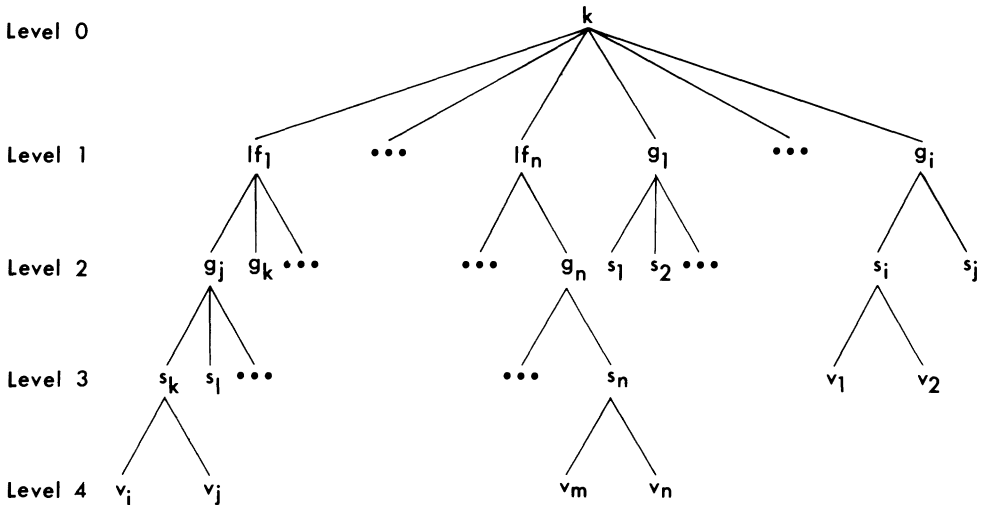 k
Level 0
Level 1 lf₁ ••• lfₙ g₁ ••• gᵢ
Level 2 gⱼ gₖ ••• ••• gₙ s₁ s₂ ••• sᵢ sⱼ
Level 3 sₖ sₗ ••• ••• sₙ v₁ v₂
Level 4 vᵢ vⱼ vₘ vₙ